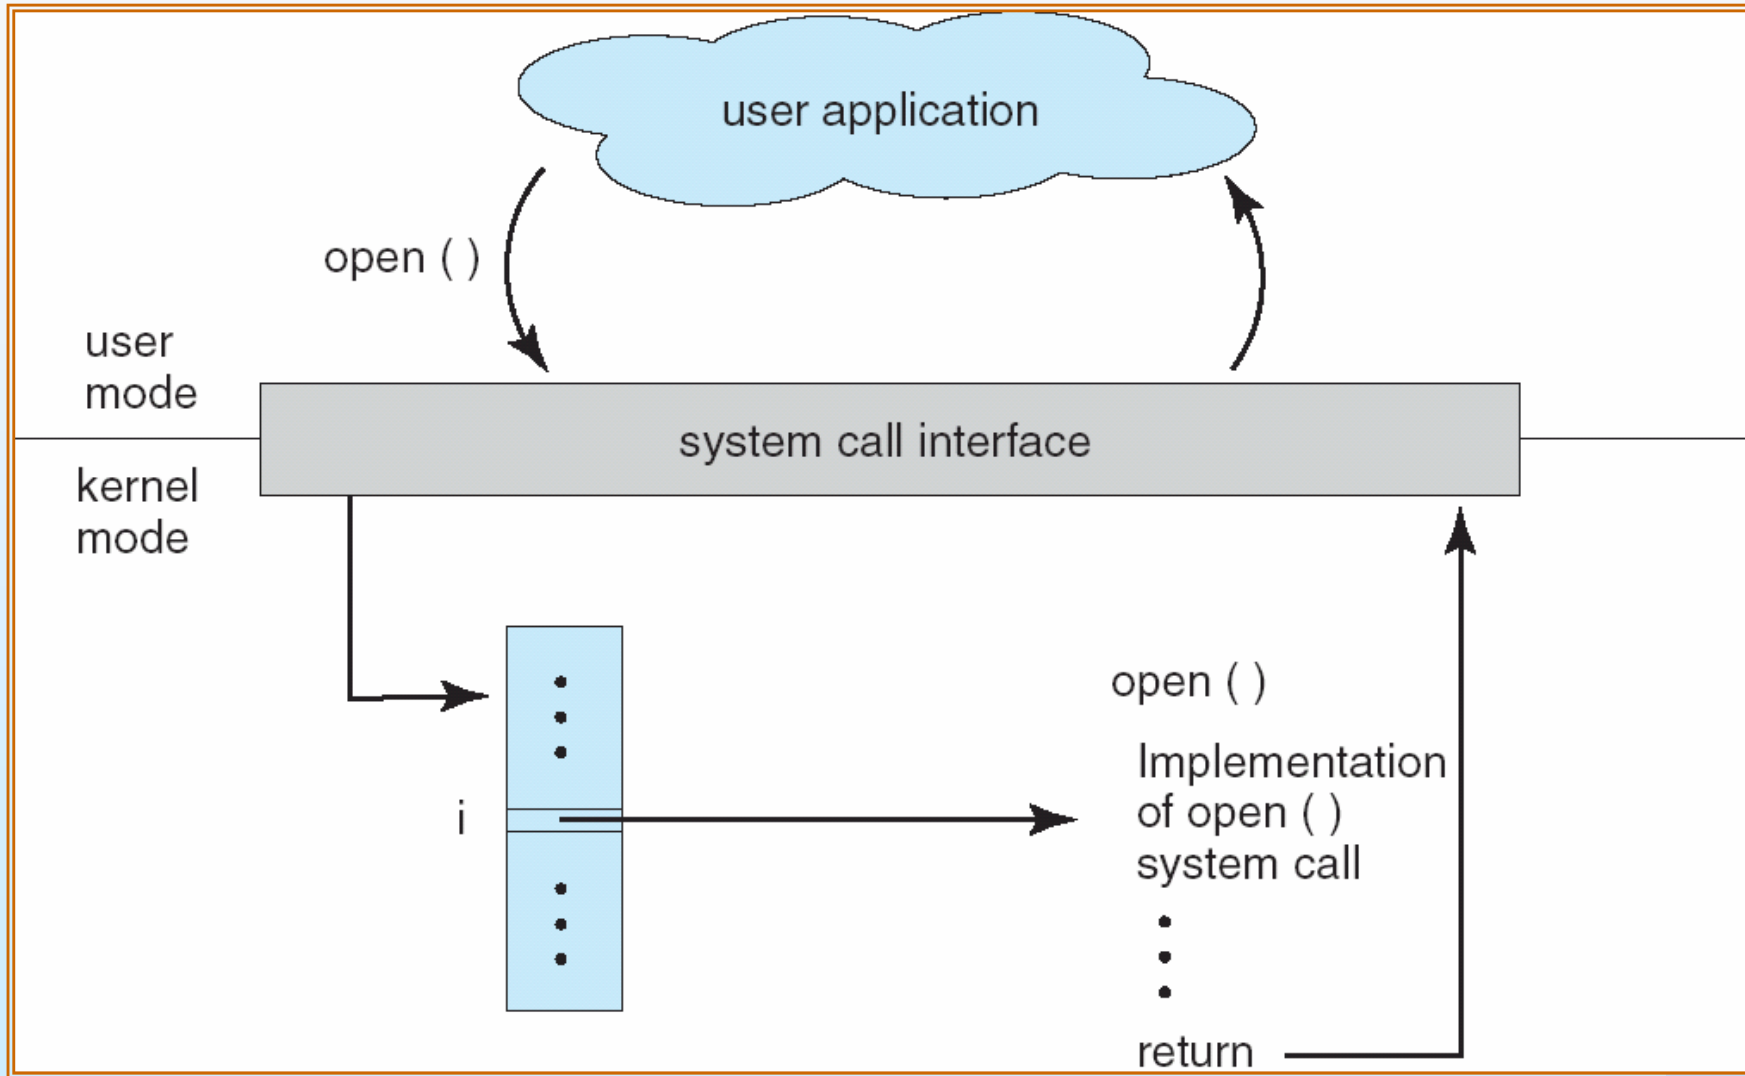 user application
open ( )
user
mode
system call interface
kernel
mode
open ( )
Implementation
of open ( )
system call
i
return